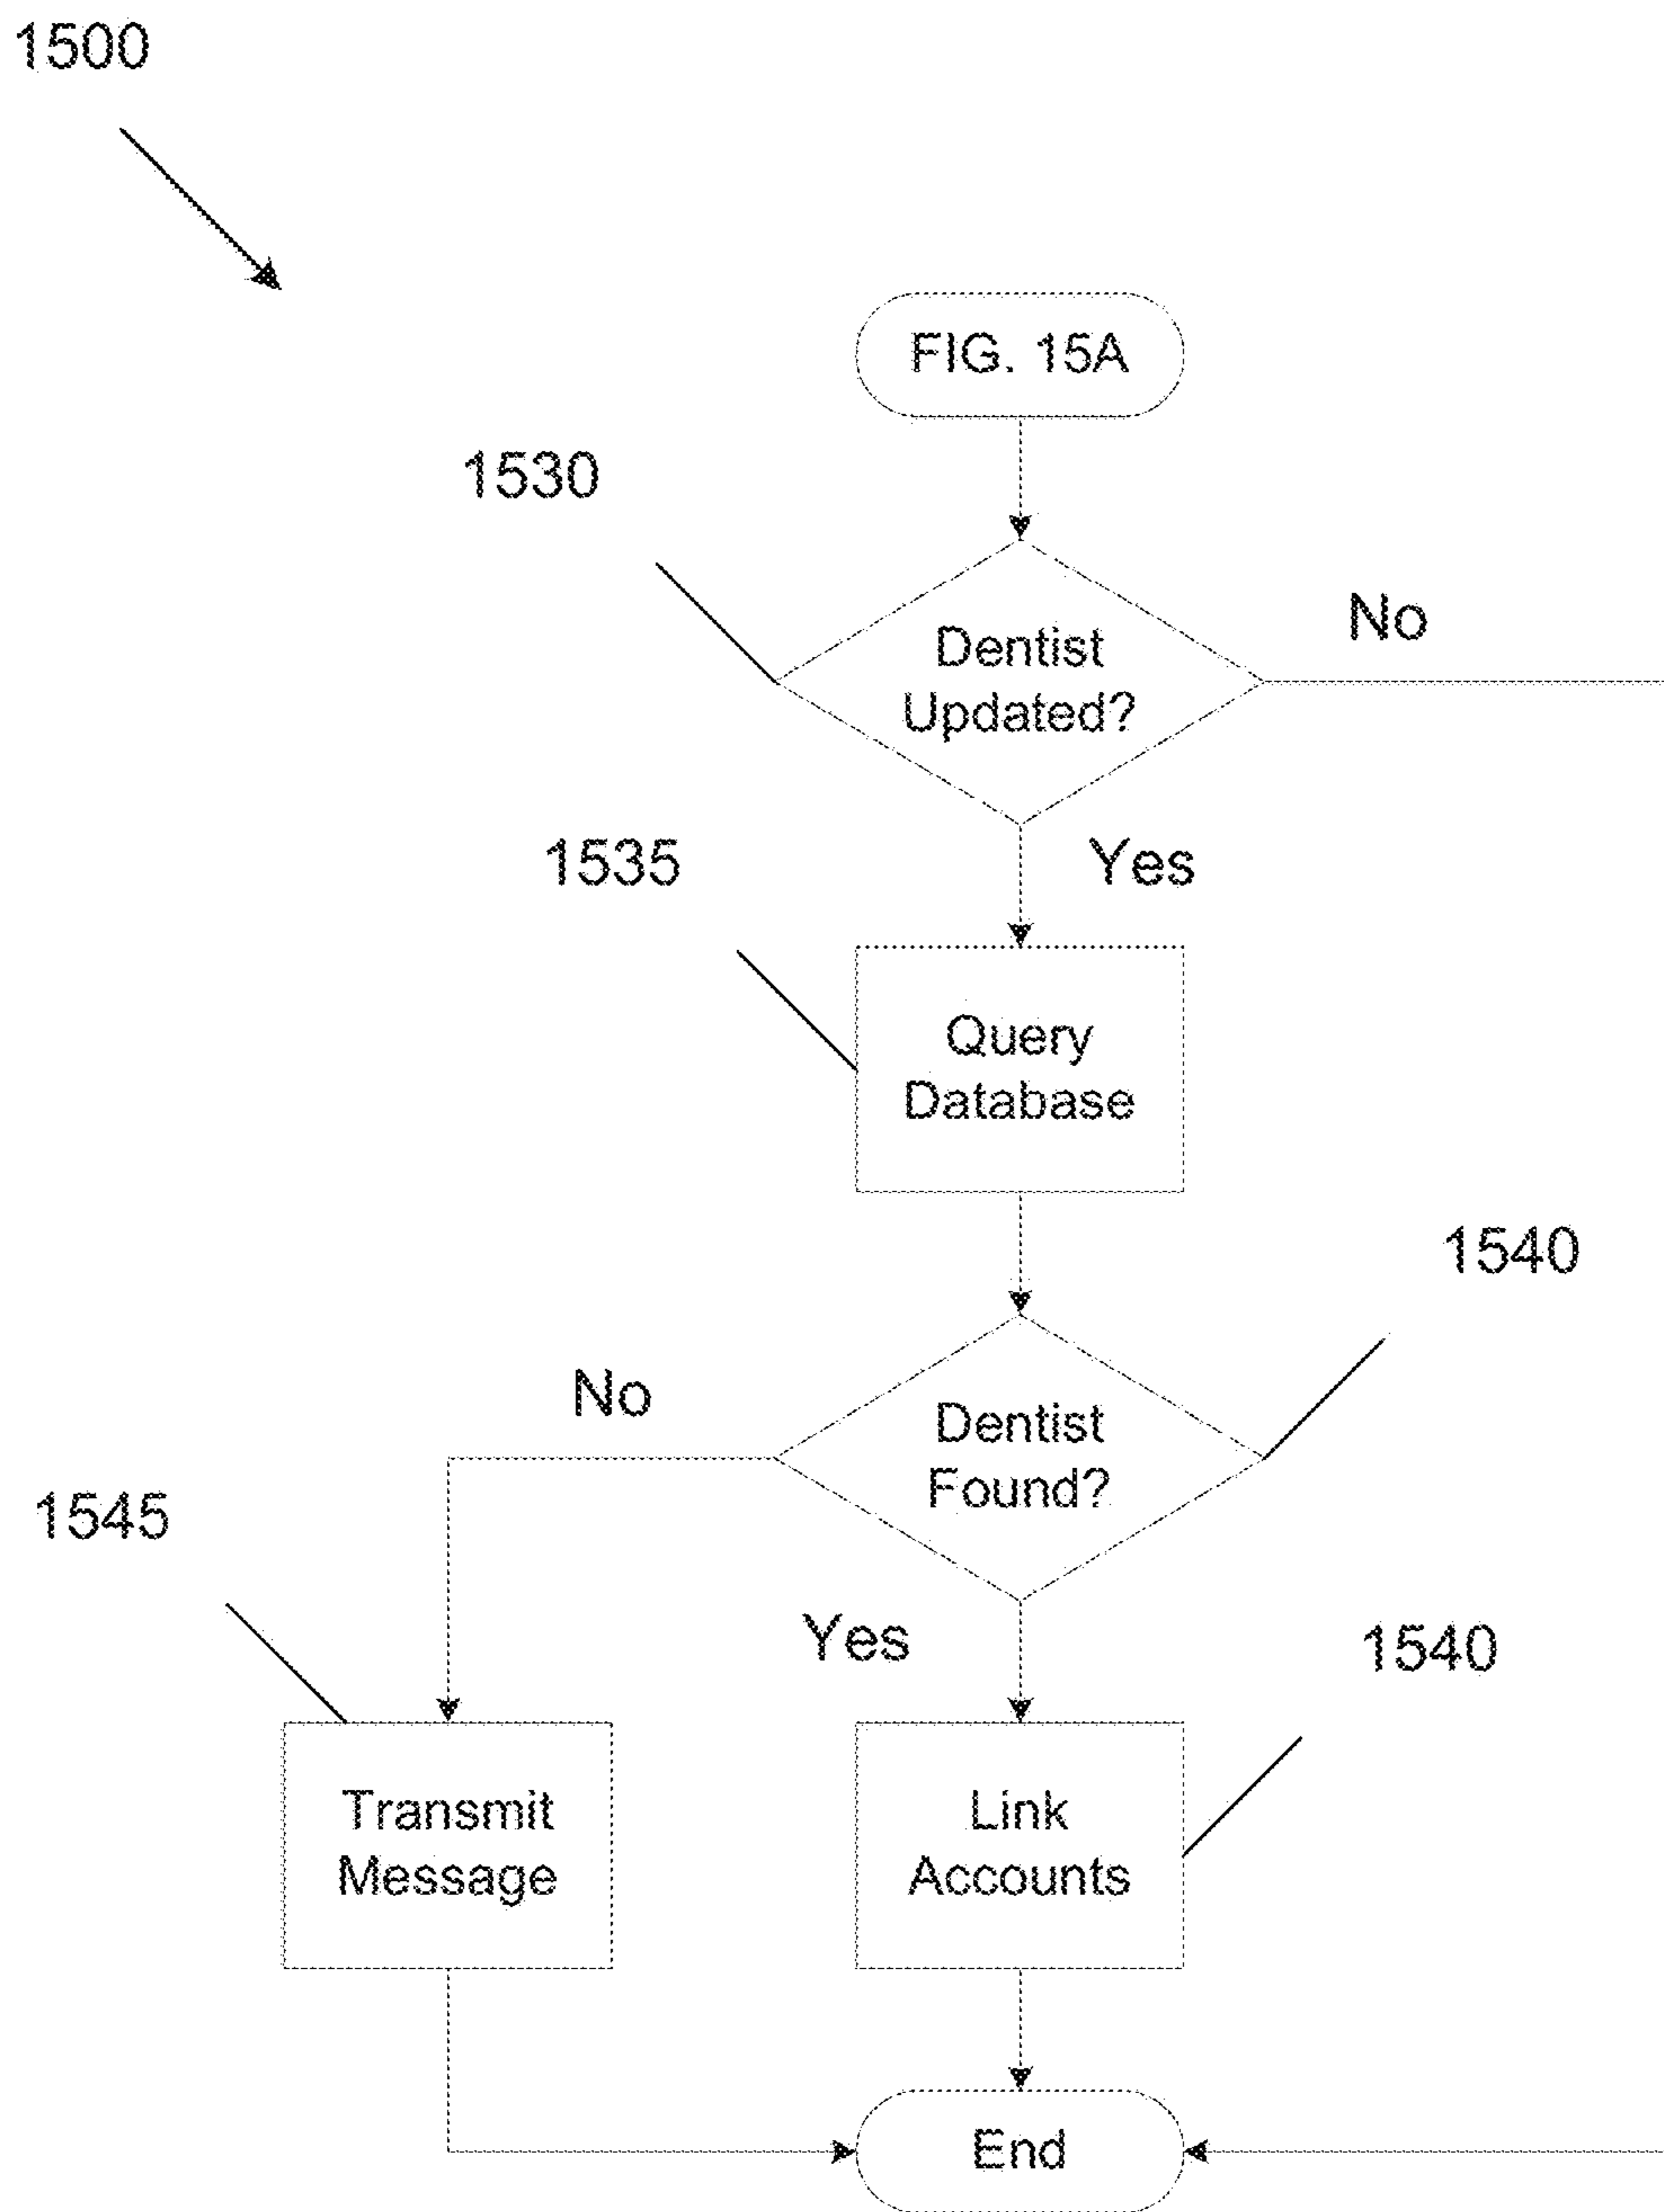 1500
FIG. 15A
1530
Dentist
Updated?
No
1535
Yes
Query
Database
1540
No
Dentist
Found?
1545
Yes
1540
Transmit
Message
Link
Accounts
End